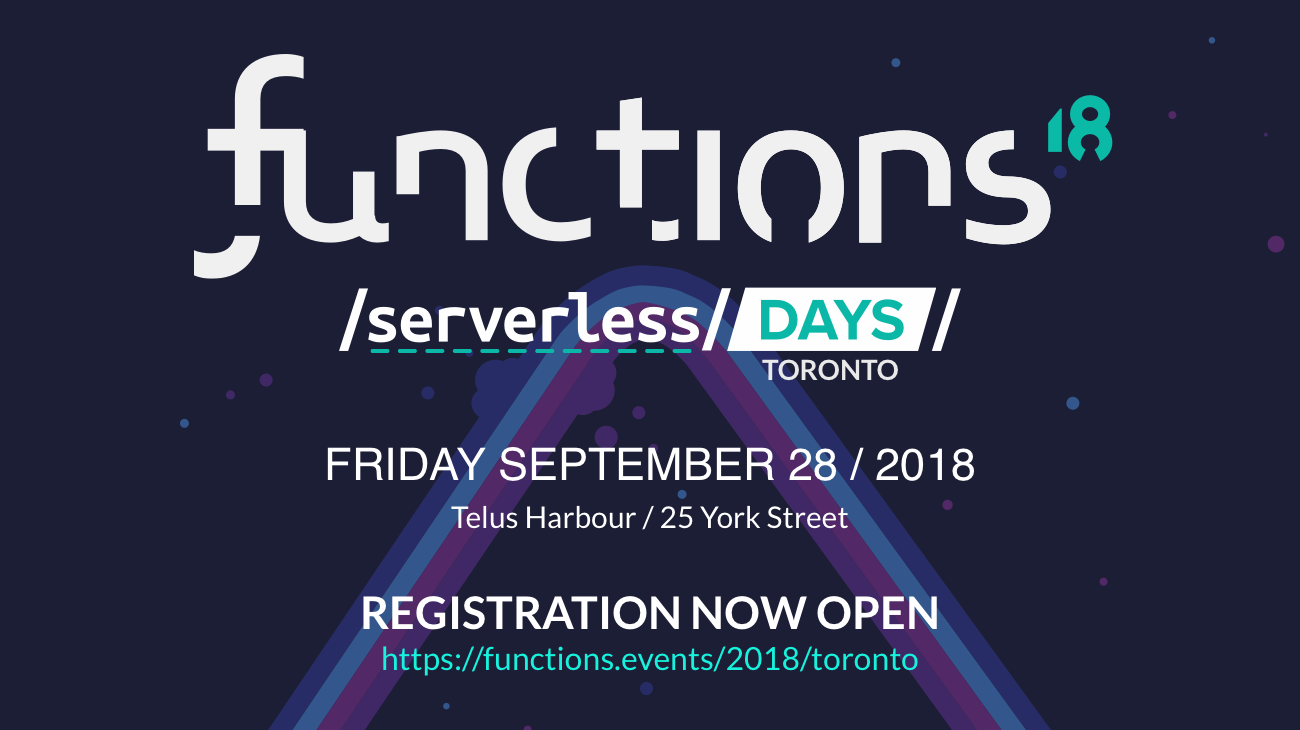 functions18
/serverless/DAYS/
TORONTO
FRIDAY SEPTEMBER 28 / 2018
Telus Harbour / 25 York Street
REGISTRATION NOW OPEN
https://functions.events/2018/toronto